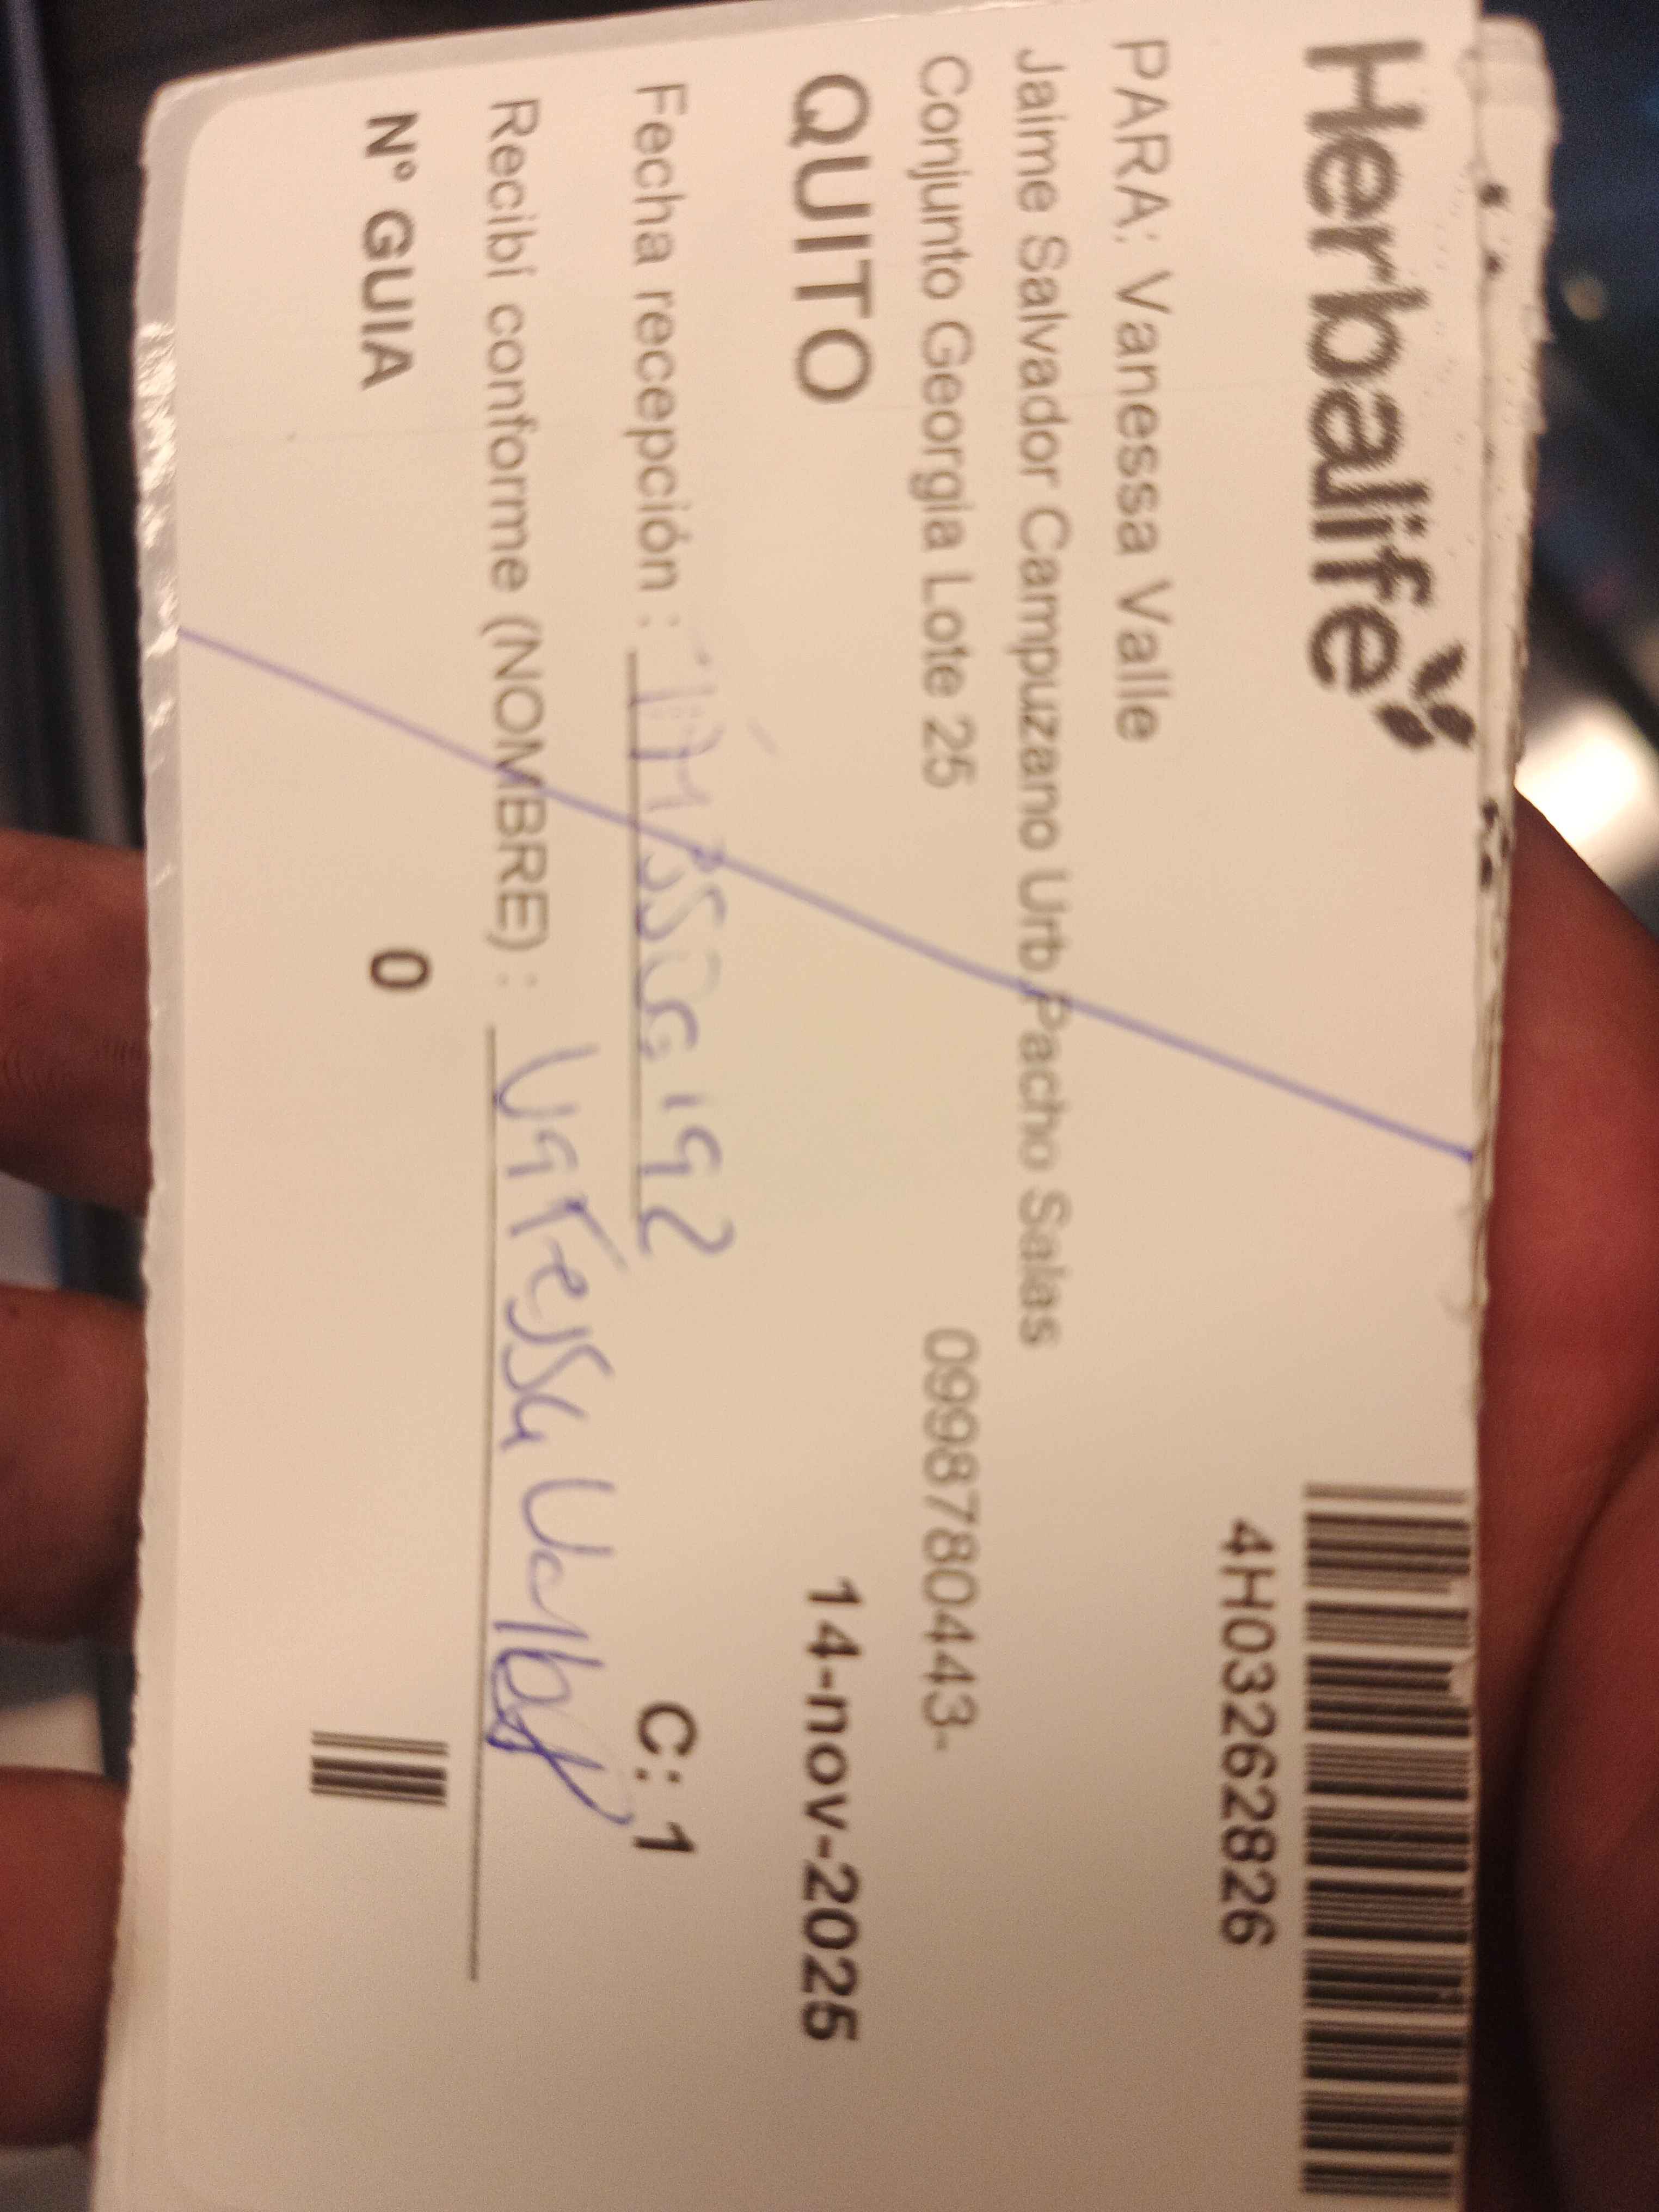 Herbalife
4H03262826
PARA: Vanessa Valle
Jaime Salvador Campuzano Urb Pacho Salas
Conjunto Georgia Lote 25 0998780443-
QUITO 14-nov-2025
Fecha recepción : C: 1
Recibí conforme (NOMBRE) : Vanessa
N° GUIA 0